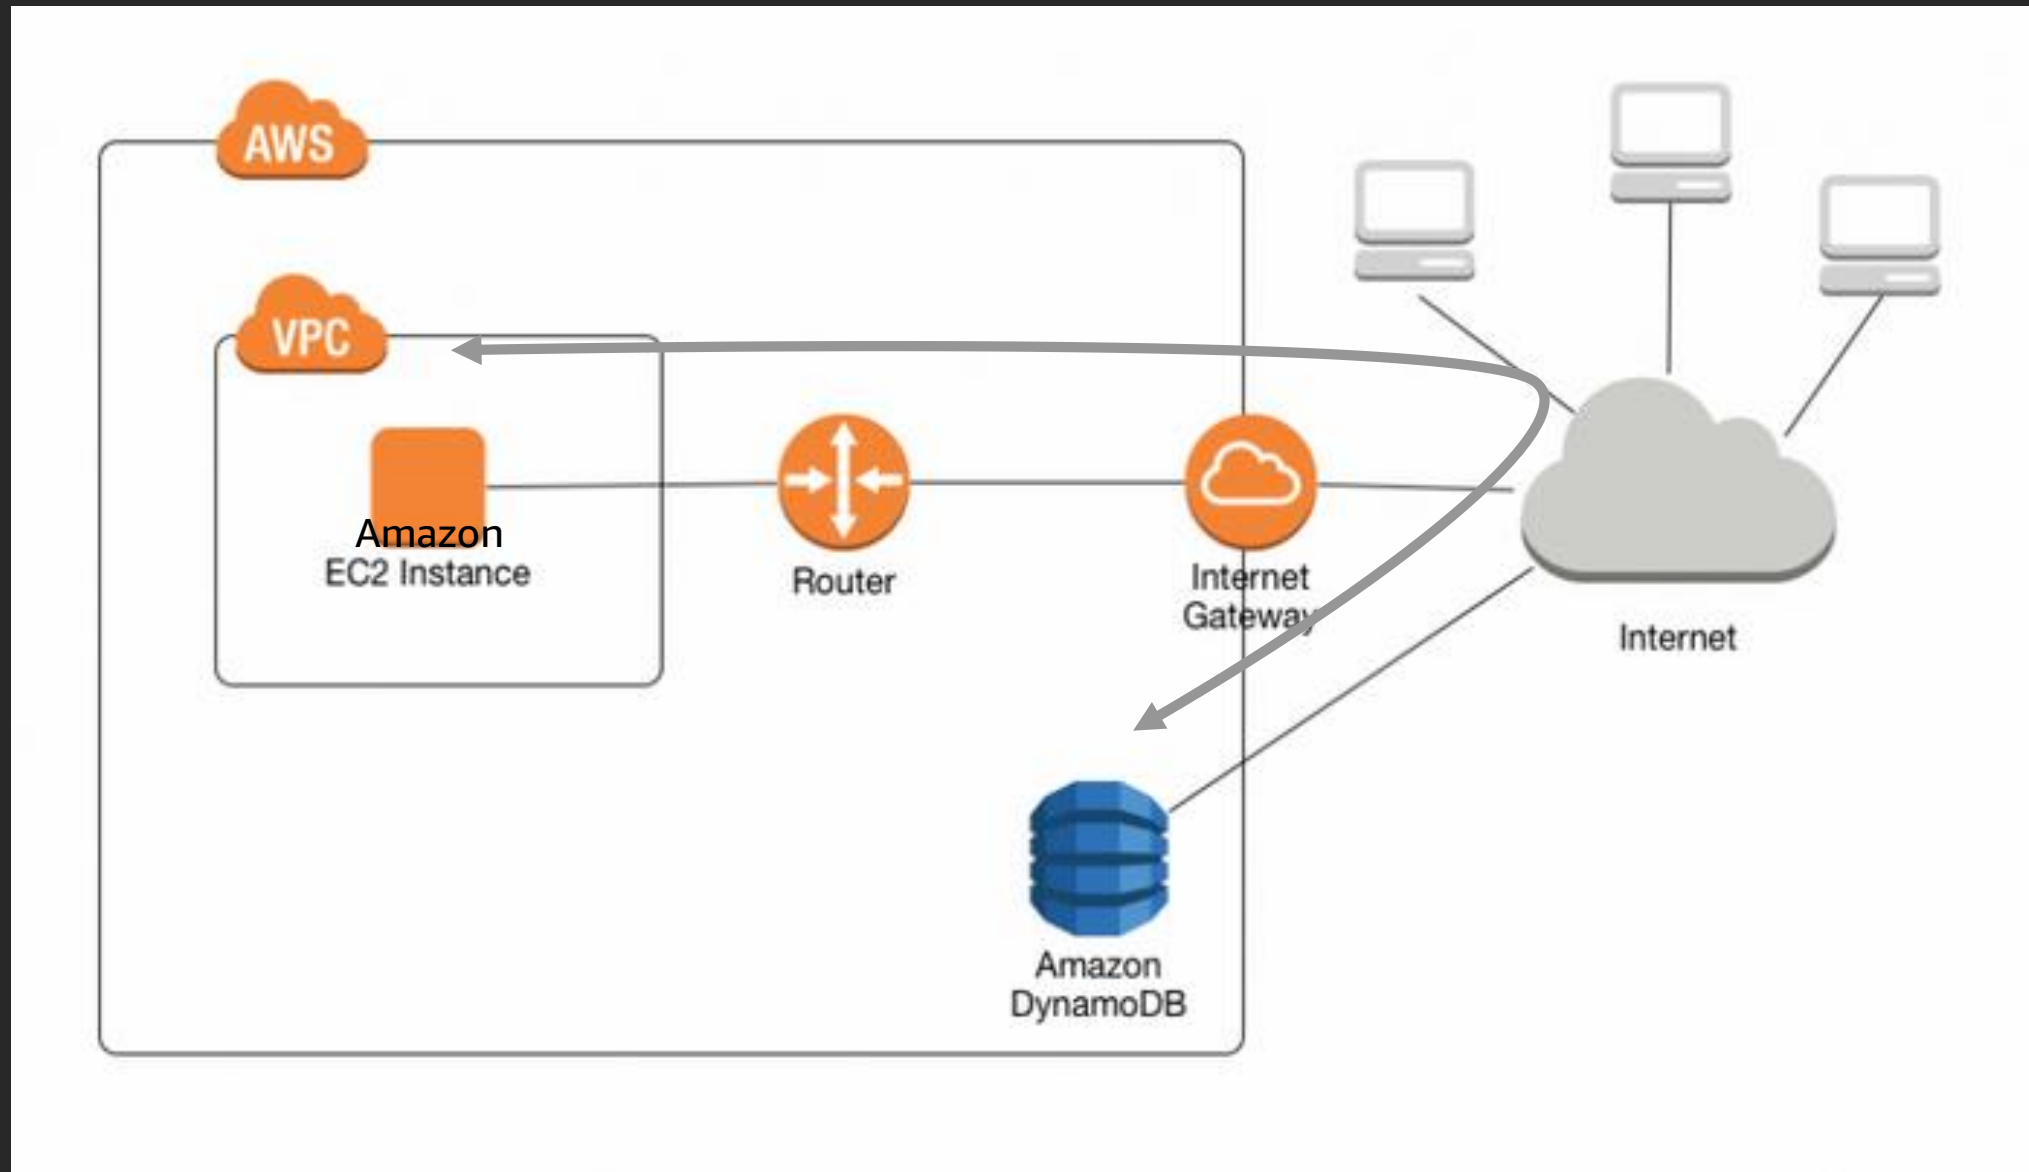 AWS
VPC
Amazon
EC2 Instance
Router
Internet
Gateway
Internet
Amazon
DynamoDB